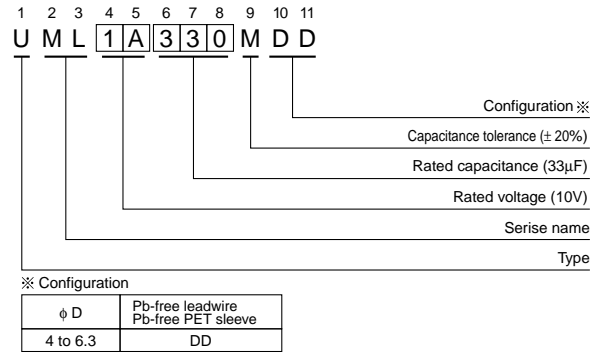 1 2 3 4 5 6 7 8 9 10 11
U M L 1 A 3 3 0 M D D
Configuration ※
Capacitance tolerance (± 20%)
Rated capacitance (33µF)
Rated voltage (10V)
Serise name
Type
※ Configuration
ϕ D
Pb-free leadwire
Pb-free PET sleeve
4 to 6.3
DD